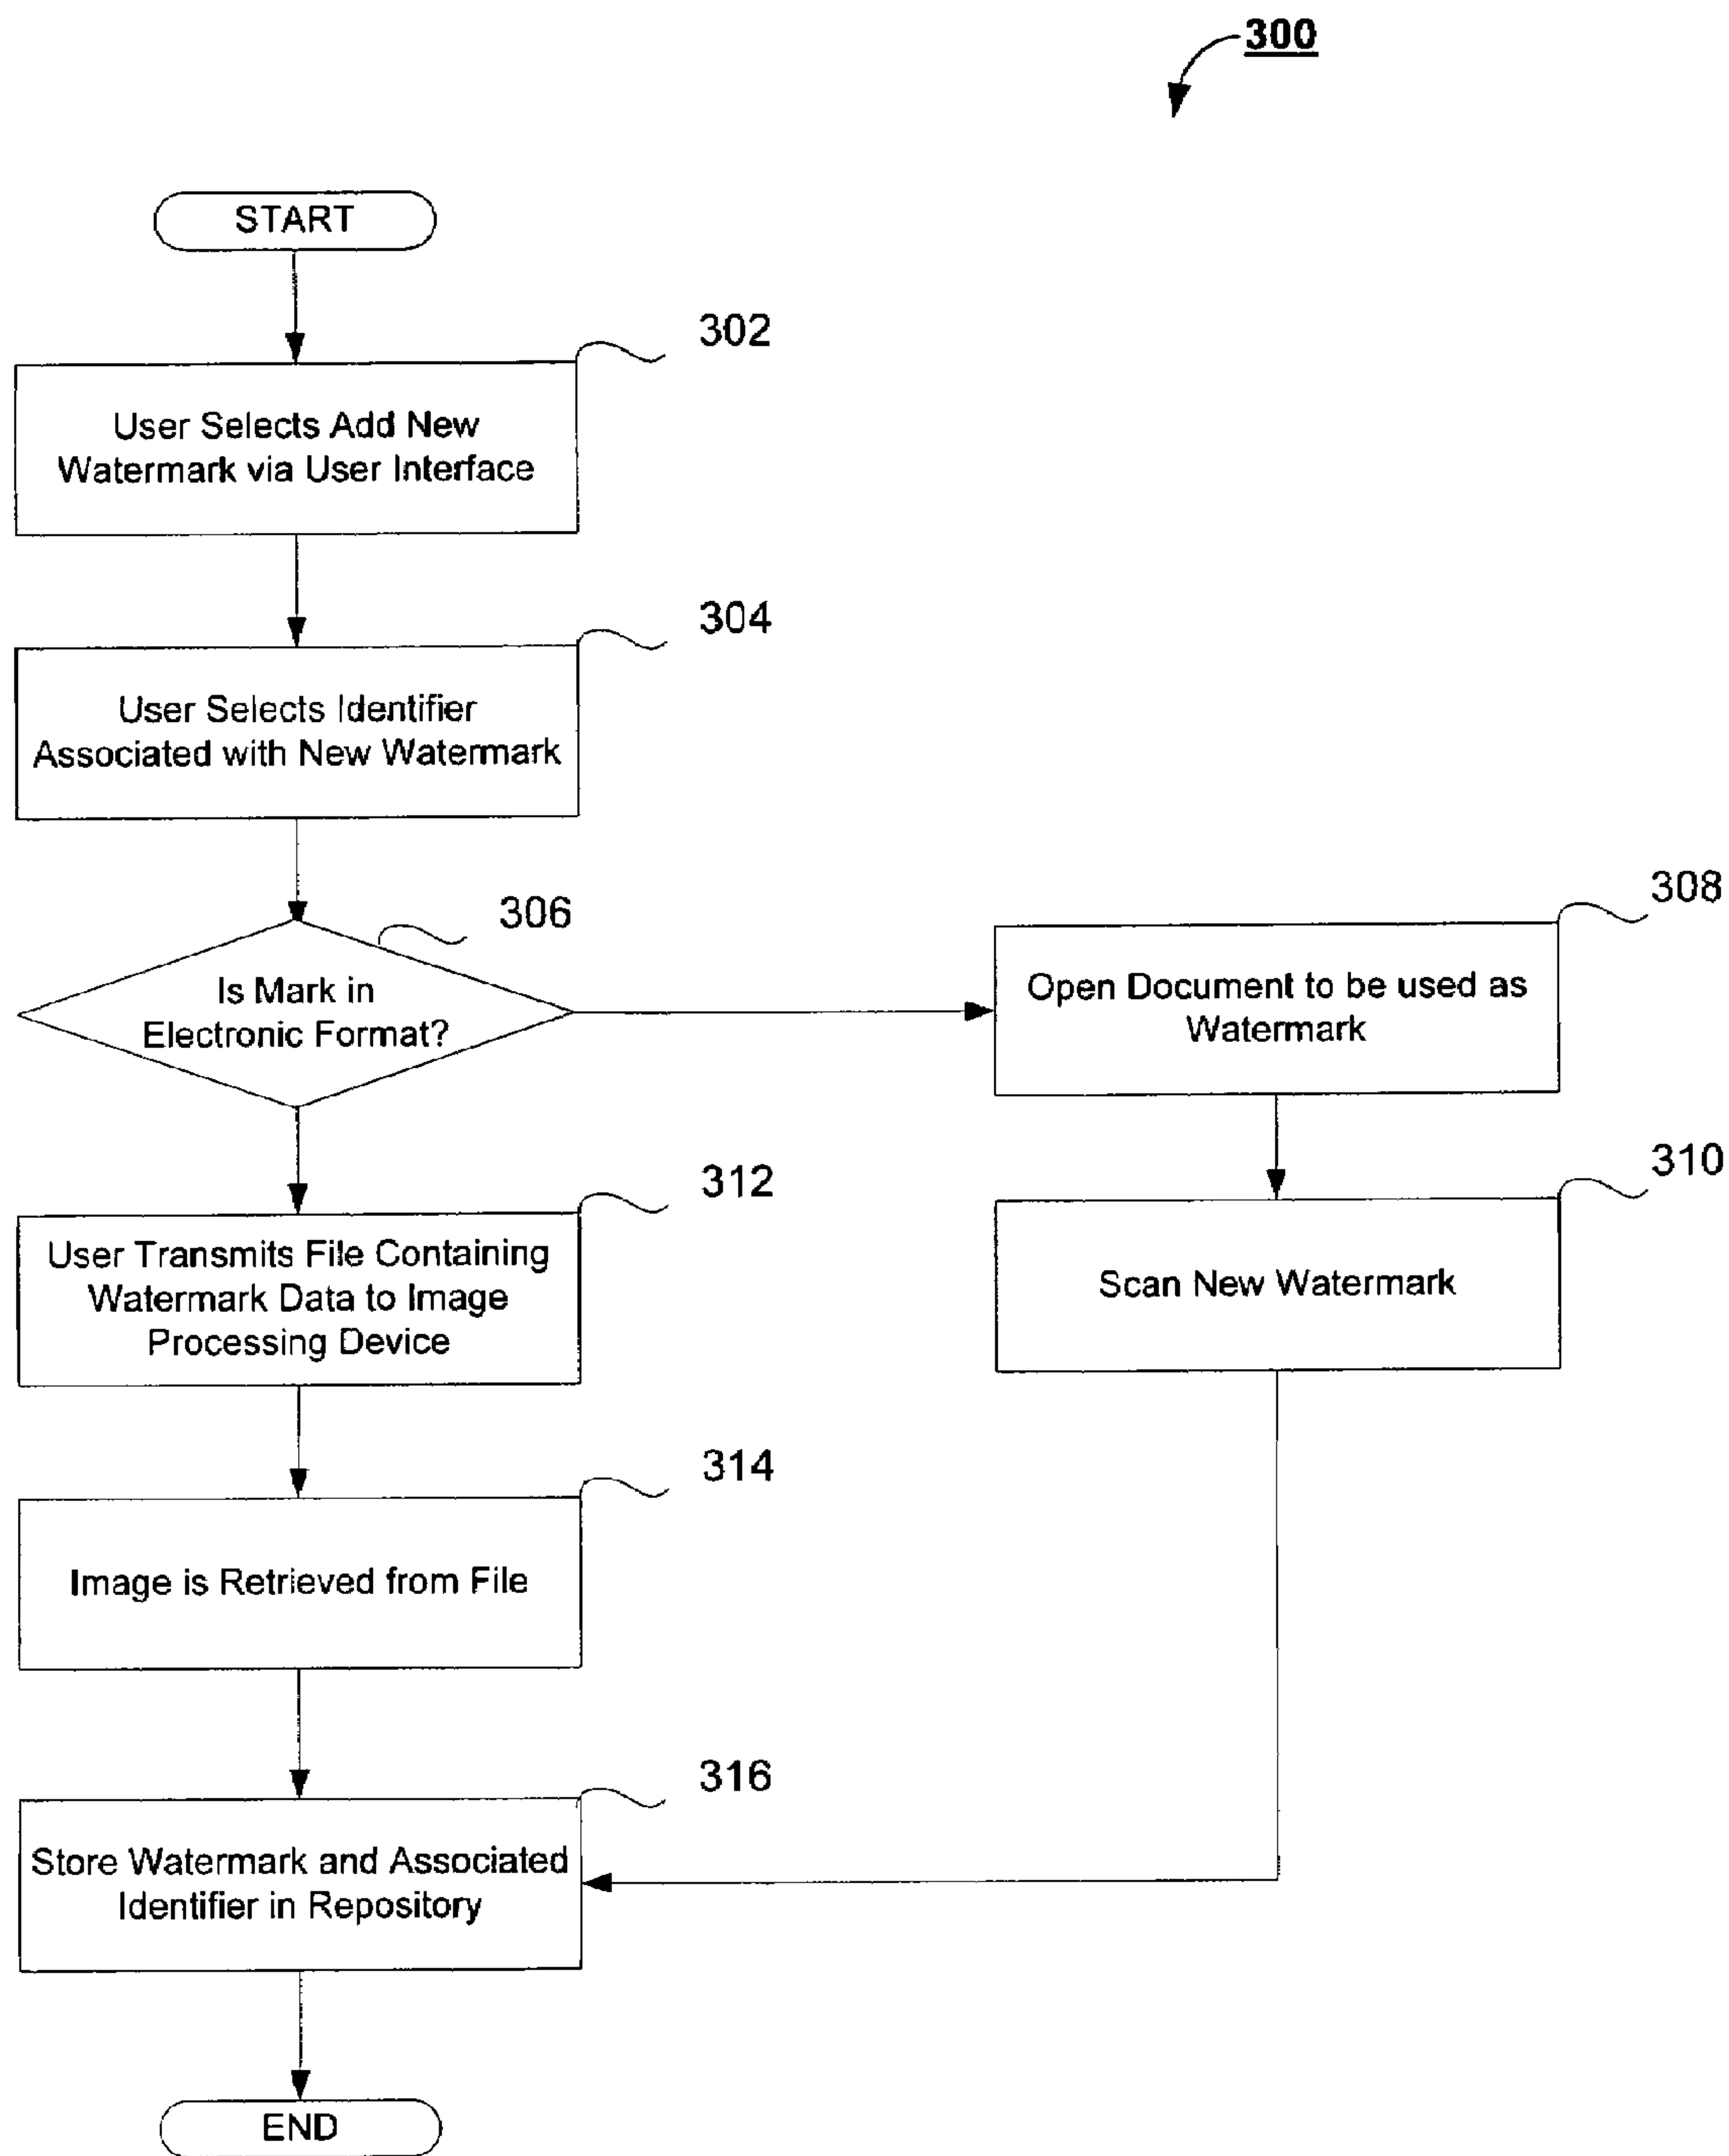 300
START
302
User Selects Add New
Watermark via User Interface
304
User Selects Identifier
Associated with New Watermark
306
Is Mark in
Electronic Format?
308
Open Document to be used as
Watermark
310
Scan New Watermark
312
User Transmits File Containing
Watermark Data to Image
Processing Device
314
Image is Retrieved from File
316
Store Watermark and Associated
Identifier in Repository
END